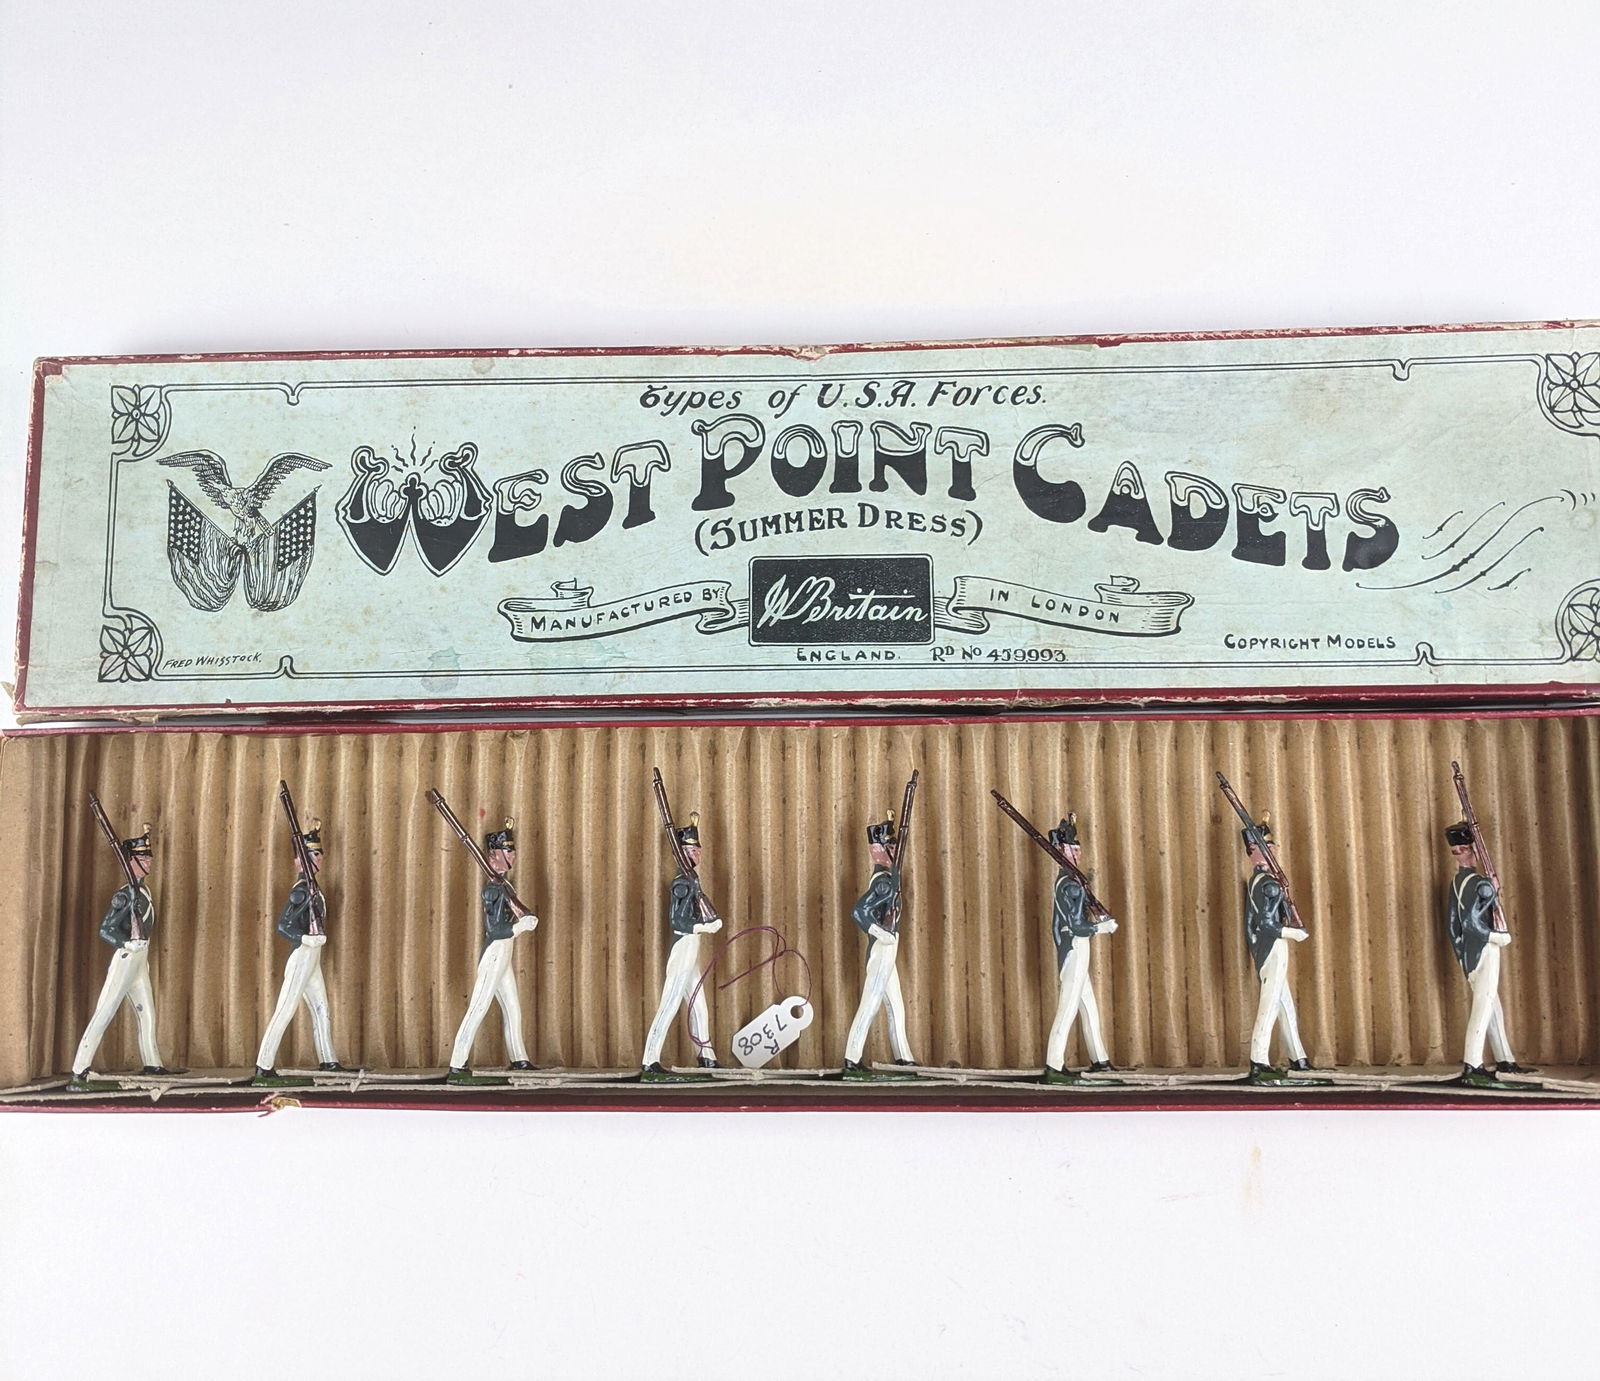 Types of U.S.A. Forces.
WEST POINT CADETS
(SUMMER DRESS)
MANUFACTURED BY
W Britain
IN LONDON
ENGLAND. RD NO 459993.
COPYRIGHT MODELS
FRED WHISSTOCK.
R
7308